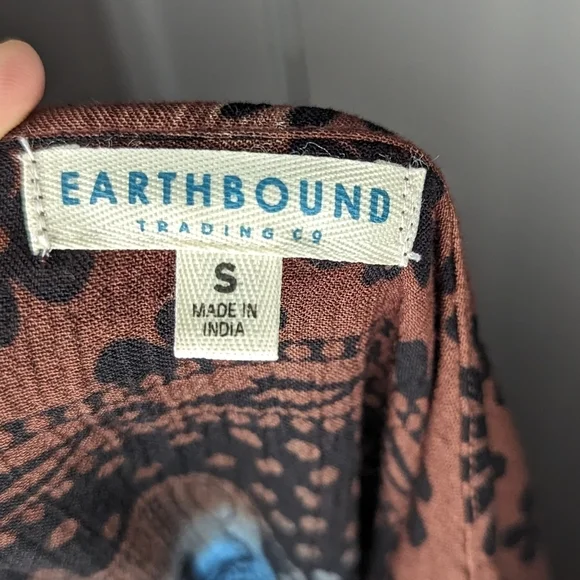 EARTHBOUND
TRADING CO
S
MADE IN
INDIA